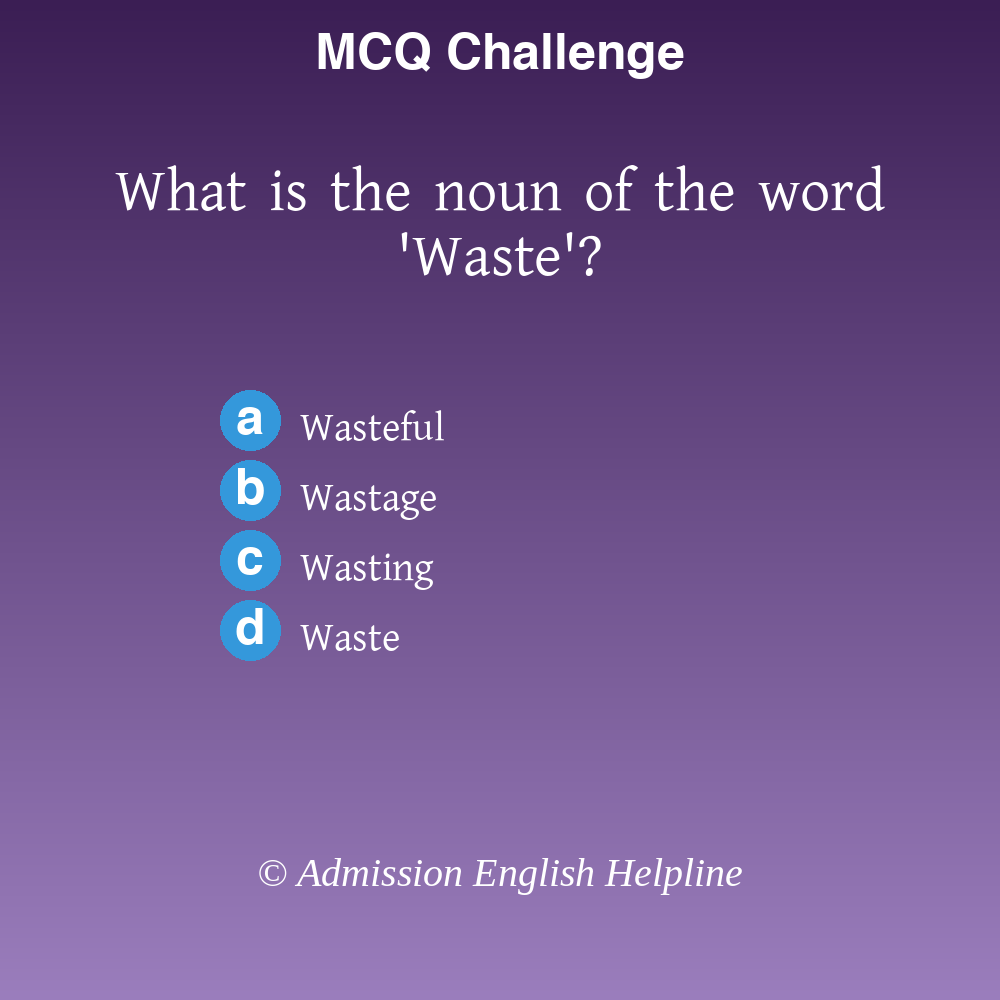 MCQ Challenge
What is the noun of the word
'Waste'?
a Wasteful
b Wastage
c Wasting
d Waste
© Admission English Helpline